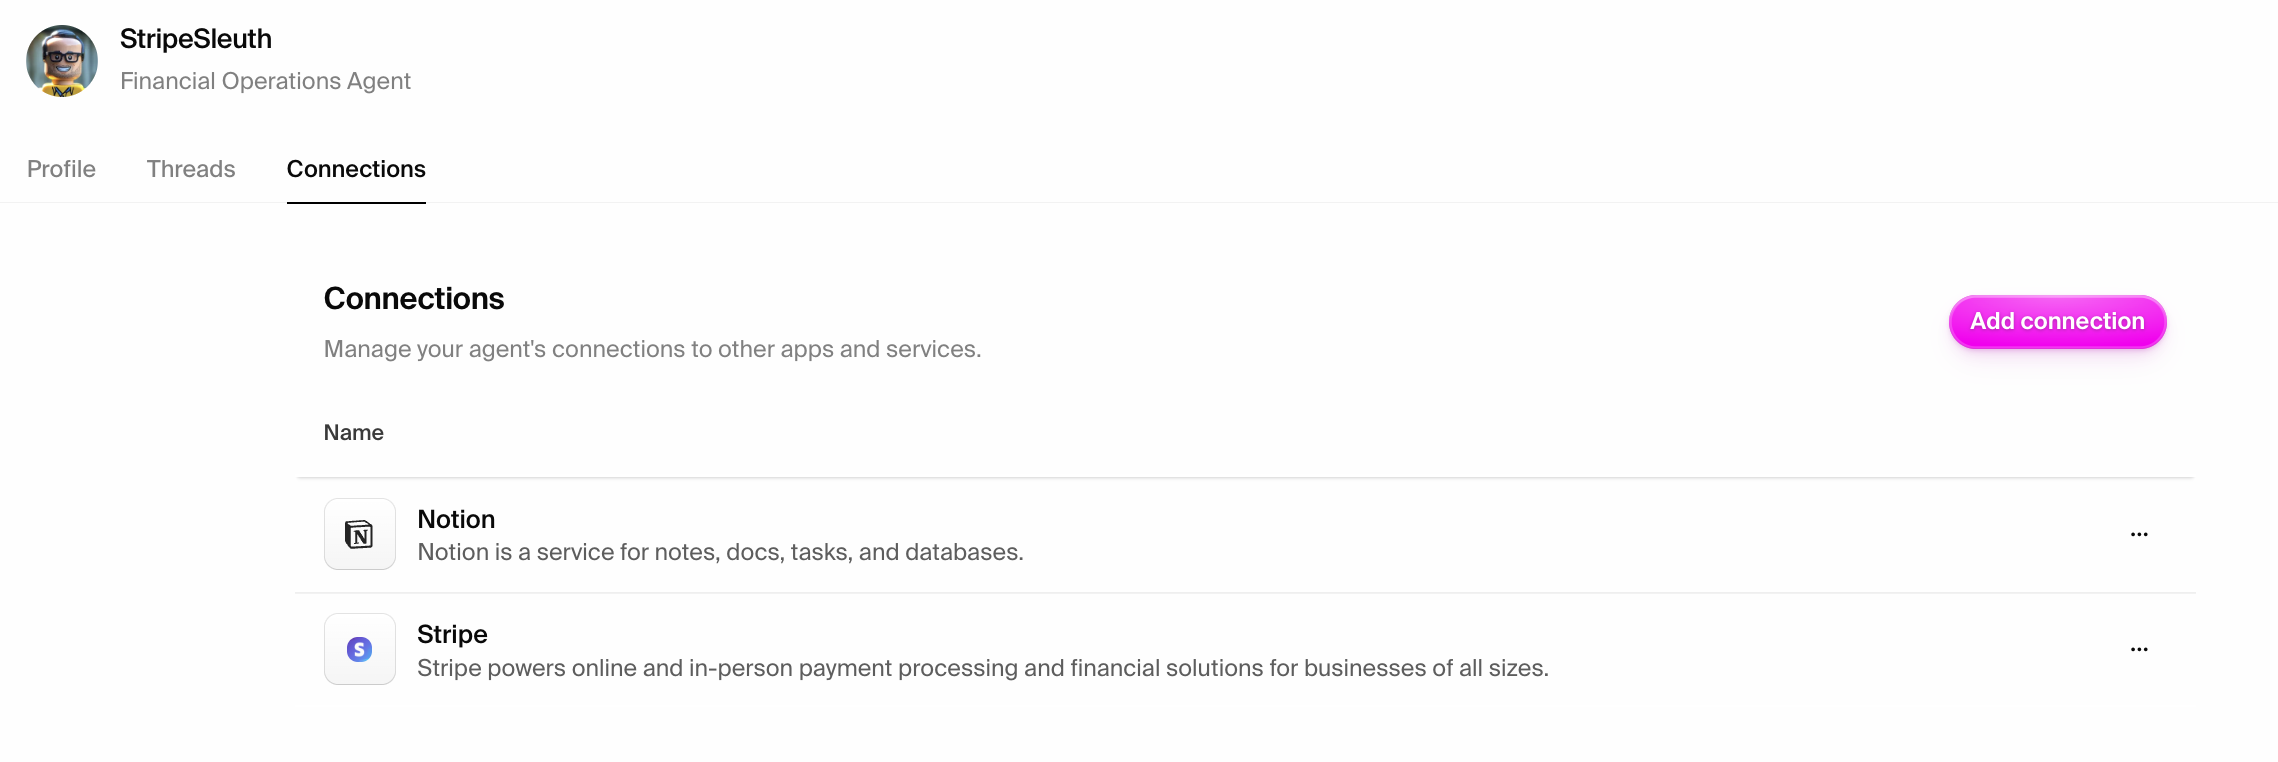 StripeSleuth
Financial Operations Agent
Profile
Threads
Connections
Connections
Add connection
Manage your agent's connections to other apps and services.
Name
N
Notion
Notion is a service for notes, docs, tasks, and databases.
S
Stripe
Stripe powers online and in-person payment processing and financial solutions for businesses of all sizes.